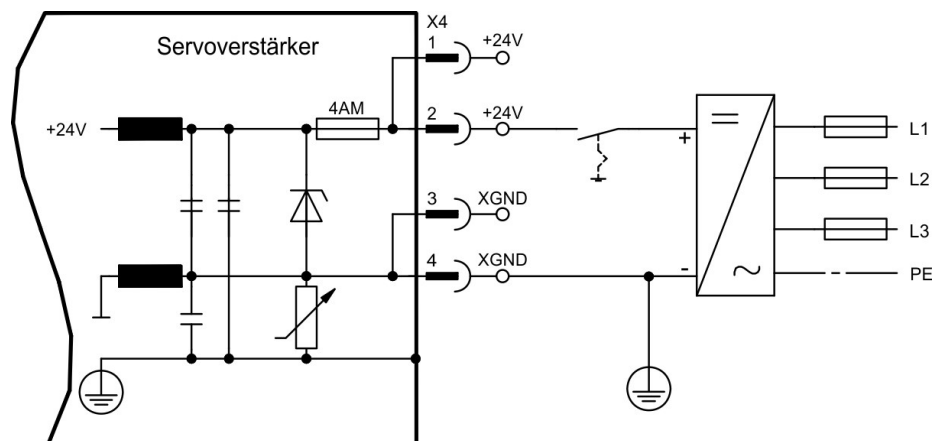 Servoverstärker
X4
1
+24V
4AM
2
+24V
+24V
+
L1
L2
3
XGND
L3
4
XGND
-
PE